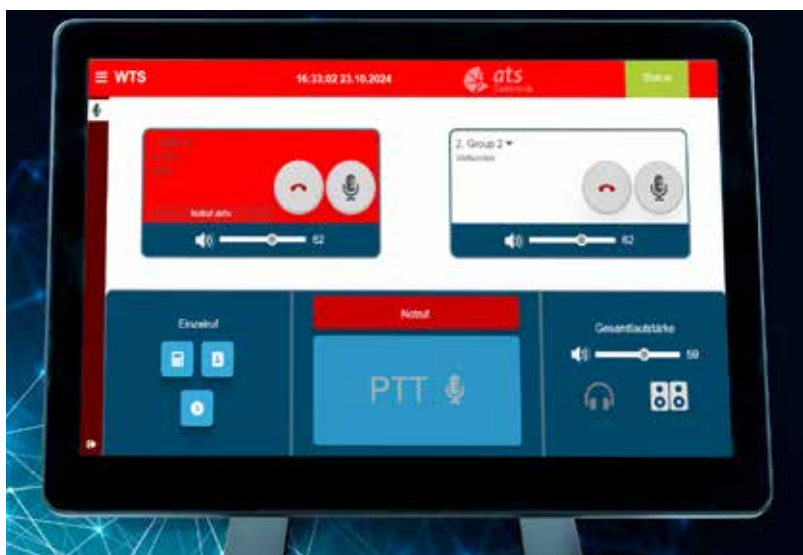 WTS
16:33:02 23.10.2024
ats
Elektronik
Status
2. Group 2
Notruf aktiv
62
62
Einzelruf
Notruf
PTT
Gesamtlautstärke
59